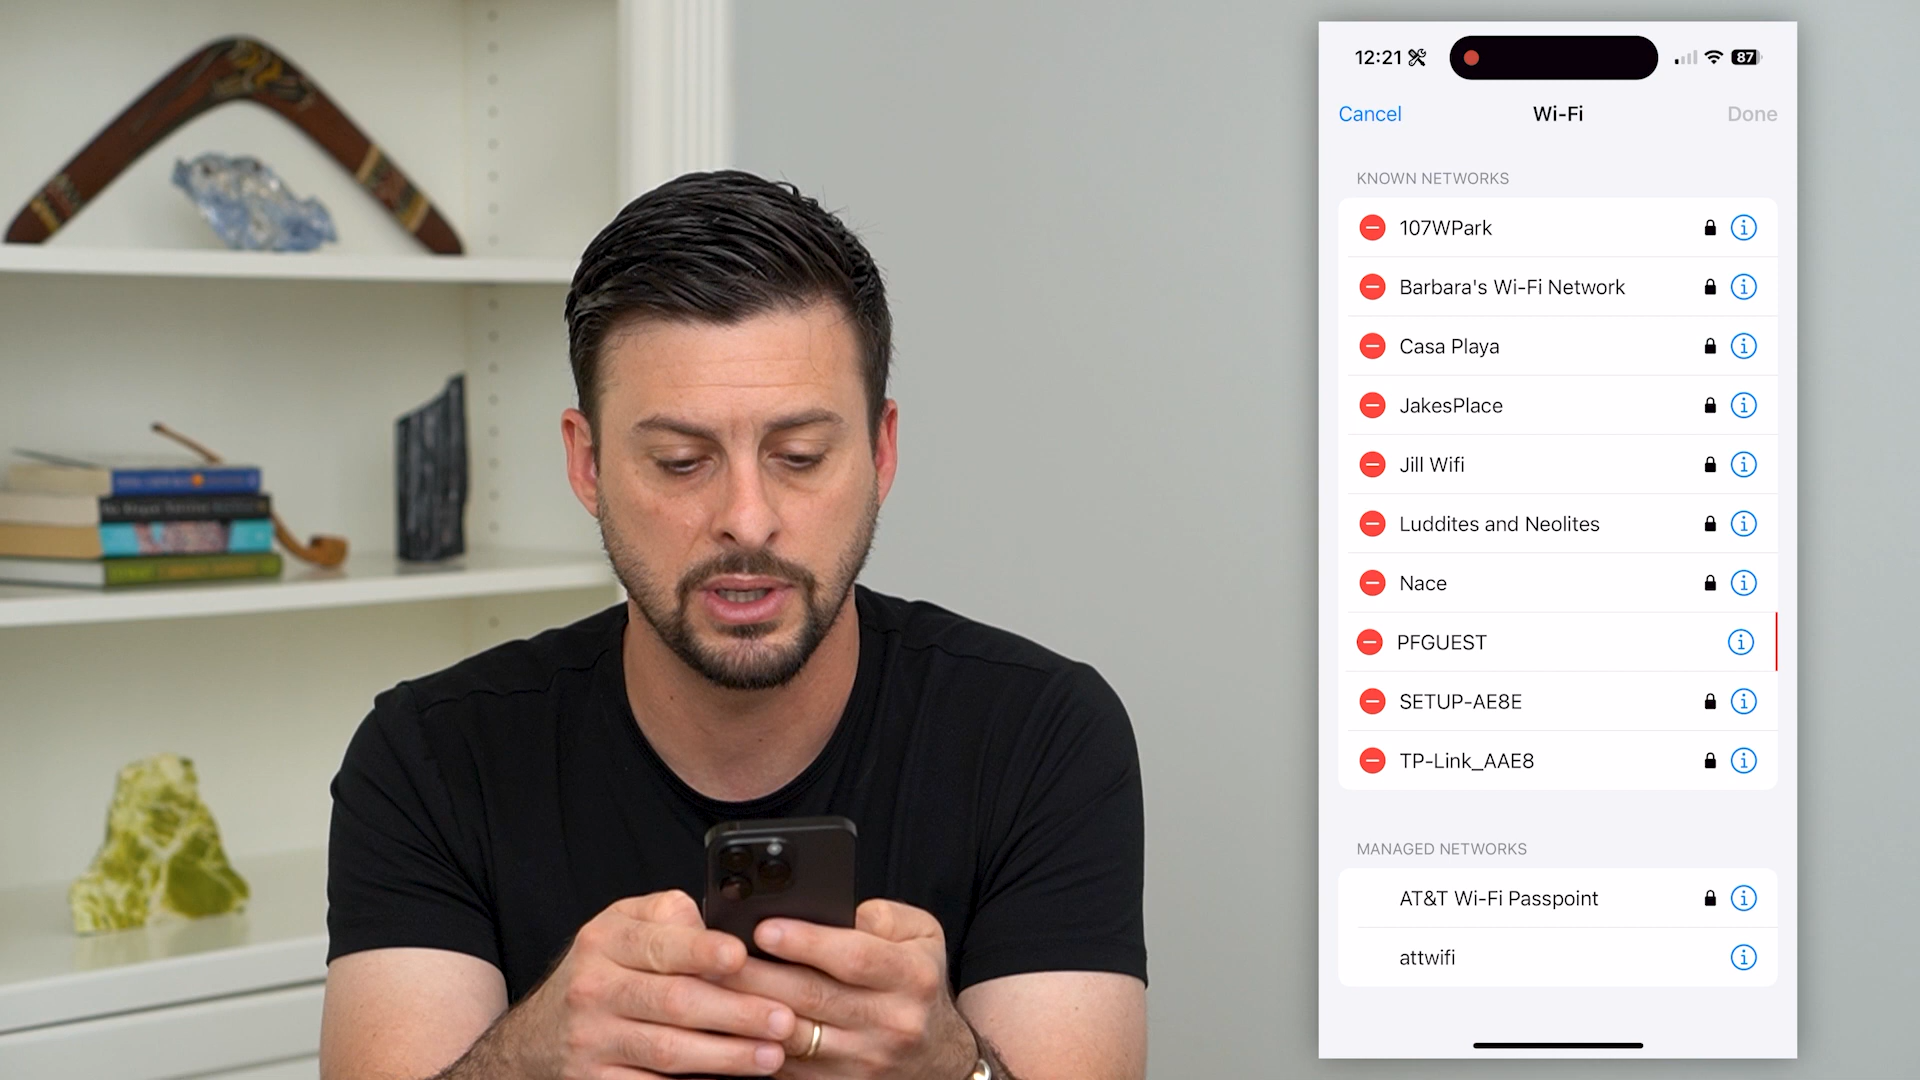 12:21
87
Cancel
Wi-Fi
Done
KNOWN NETWORKS
107WPark
Barbara's Wi-Fi Network
Casa Playa
JakesPlace
Jill Wifi
Luddites and Neolites
Nace
PFGUEST
SETUP-AE8E
TP-Link_AAE8
MANAGED NETWORKS
AT&T Wi-Fi Passpoint
attwifi